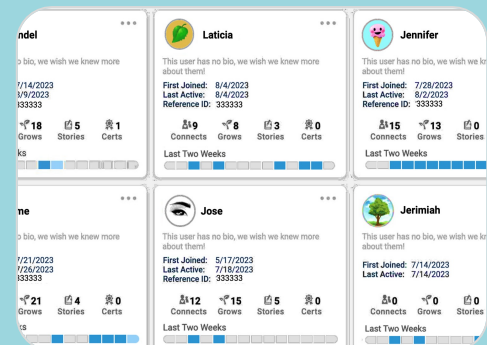 ndel
o bio, we wish we knew more
7/14/2023
8/9/2023
333333
18 5 1
Grows Stories Certs
ks
Laticia
This user has no bio, we wish we knew more
about them!
First Joined: 8/4/2023
Last Active: 8/4/2023
Reference ID: 333333
9 8 3 0
Connects Grows Stories Certs
Last Two Weeks
Jennifer
This user has no bio, we wish we kn
about them!
First Joined: 7/28/2023
Last Active: 8/2/2023
Reference ID: 333333
15 13 0
Connects Grows Stories
Last Two Weeks
me
o bio, we wish we knew more
7/21/2023
7/26/2023
333333
21 4 0
Grows Stories Certs
ks
Jose
This user has no bio, we wish we knew more
about them!
First Joined: 5/17/2023
Last Active: 7/18/2023
Reference ID: 333333
12 15 5 0
Connects Grows Stories Certs
Last Two Weeks
Jerimiah
This user has no bio, we wish we kn
about them!
First Joined: 7/14/2023
Last Active: 7/14/2023
0 0 0
Connects Grows Stories
Last Two Weeks